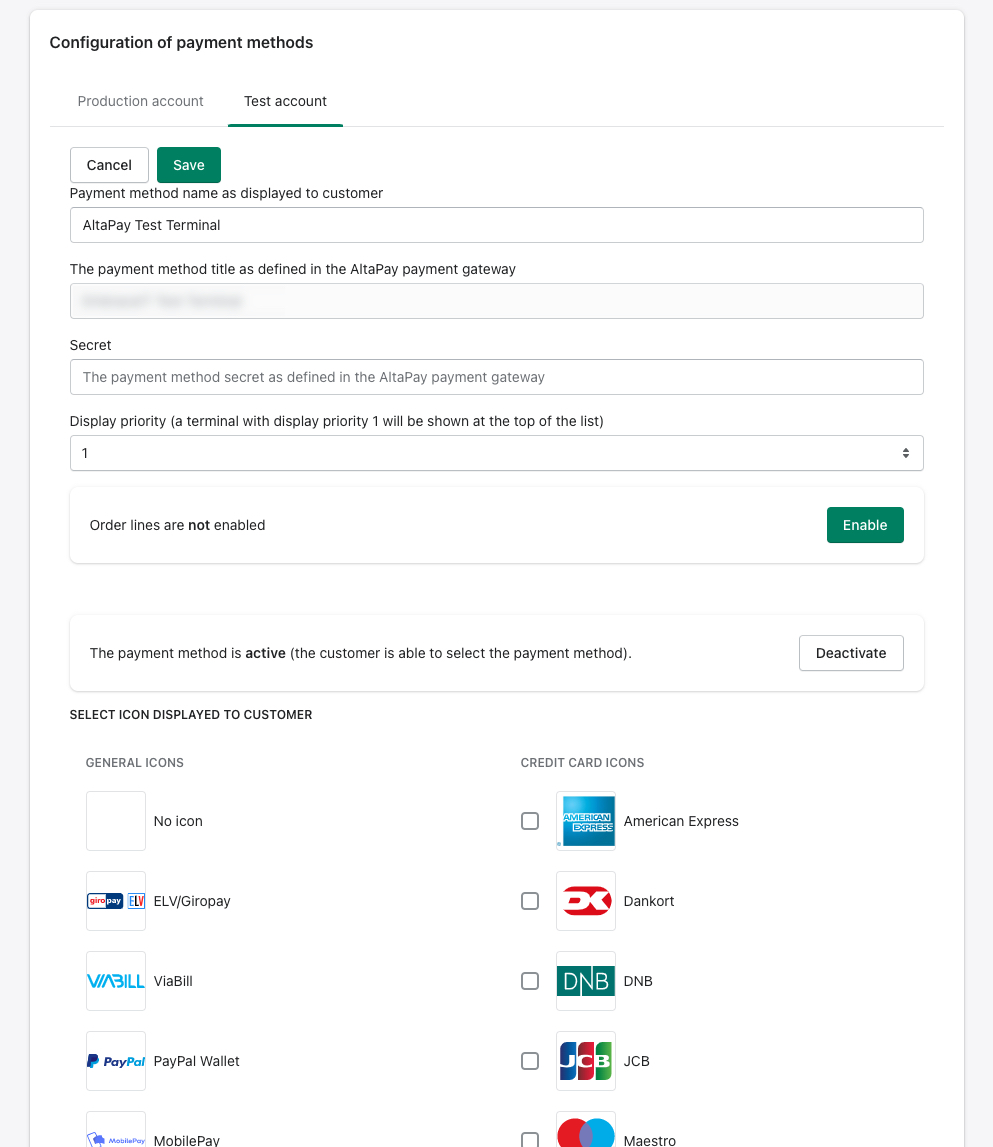 Configuration of payment methods
Production account
Test account
Cancel
Save
Payment method name as displayed to customer
AltaPay Test Terminal
The payment method title as defined in the AltaPay payment gateway
Secret
The payment method secret as defined in the AltaPay payment gateway
Display priority (a terminal with display priority 1 will be shown at the top of the list)
1
Order lines are not enabled
Enable
The payment method is active (the customer is able to select the payment method).
Deactivate
SELECT ICON DISPLAYED TO CUSTOMER
GENERAL ICONS
CREDIT CARD ICONS
No icon
AMERICAN
EXPRESS
American Express
giropay ELV
ELV/Giropay
DK
Dankort
VIABILL
ViaBill
DNB
DNB
PayPal
PayPal Wallet
JCB
JCB
MobilePay
MobilePay
Maestro